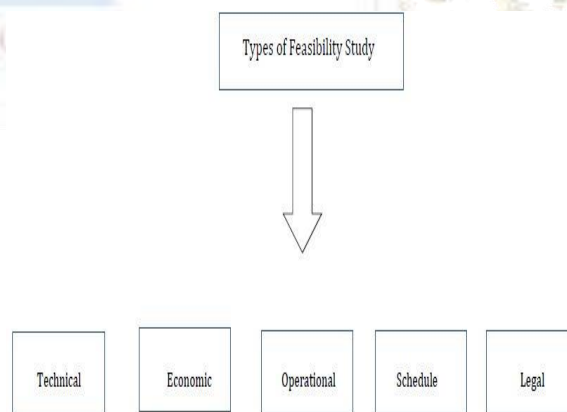 Types of Feasibility Study
Technical
Economic
Operational
Schedule
Legal